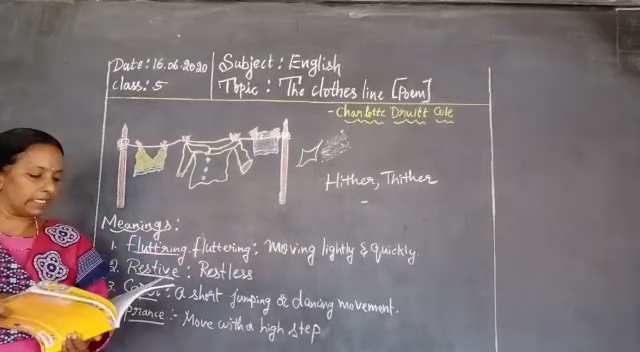 Date: 16.06.2020
Class: 5
Subject: English
Topic: The clothes line [Poem]
- Charlotte Druitt Cole
Hither, Thither
Meanings:
1. Fluttring fluttering: Moving lightly & quickly.
2. Restive : Restless
3. : A short jumping or dancing movement.
Prance :- Move with a high step